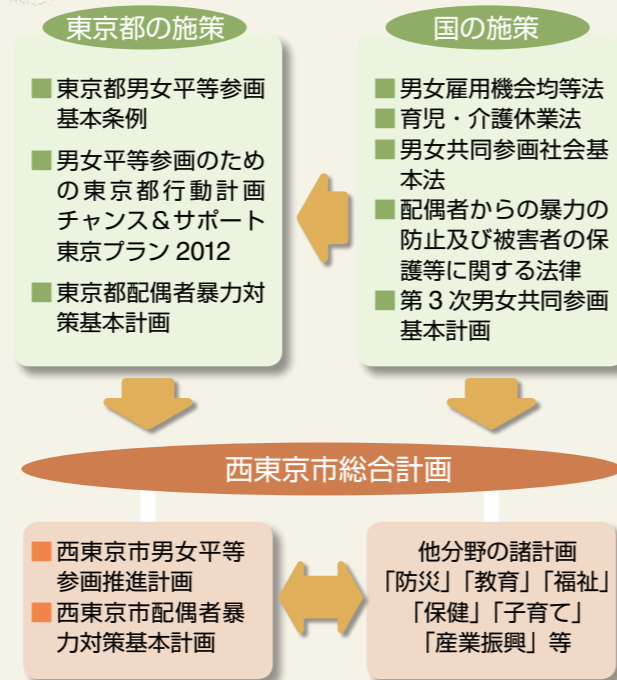 東京都の施策
■東京都男女平等参画
基本条例
■男女平等参画のため
の東京都行動計画
チャンス＆サポート
東京プラン 2012
■東京都配偶者暴力対
策基本計画
国の施策
■男女雇用機会均等法
■育児・介護休業法
■男女共同参画社会基
本法
■配偶者からの暴力の
防止及び被害者の保
護等に関する法律
■第３次男女共同参画
基本計画
西東京市総合計画
■西東京市男女平等
参画推進計画
■西東京市配偶者暴
力対策基本計画
他分野の諸計画
「防災」「教育」「福祉」
「保健」「子育て」
「産業振興」等